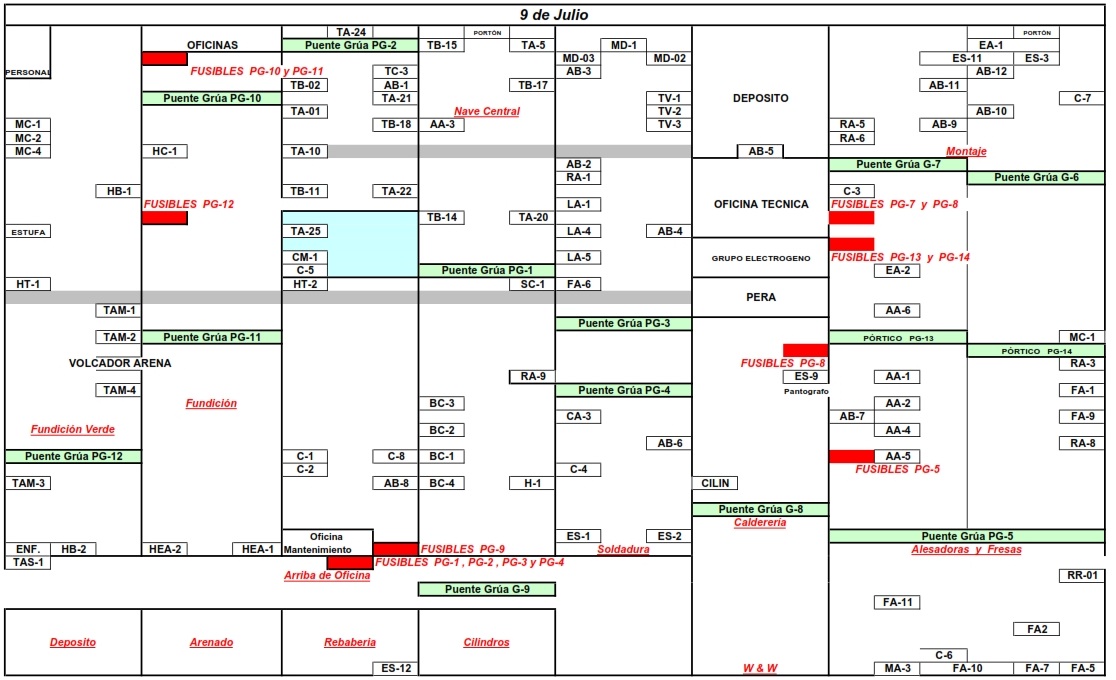 9 de Julio
TA-24 PORTÓN PORTÓN
OFICINAS Puente Grúa PG-2 TB-15 TA-5 MD-1 EA-1
MD-03 MD-02 ES-11 ES-3
PERSONAL FUSIBLES PG-10 y PG-11 TC-3 AB-3 AB-12
TB-02 AB-1 TB-17 AB-11
Puente Grúa PG-10 TA-21 TV-1 DEPOSITO C-7
TA-01 Nave Central TV-2 AB-10
MC-1 TB-18 AA-3 TV-3 RA-5 AB-9
MC-2 RA-6
MC-4 HC-1 TA-10 AB-5 Montaje
AB-2 Puente Grúa G-7
RA-1 Puente Grúa G-6
HB-1 TB-11 TA-22 C-3
FUSIBLES PG-12 LA-1 OFICINA TECNICA FUSIBLES PG-7 y PG-8
TB-14 TA-20
ESTUFA TA-25 LA-4 AB-4
CM-1 LA-5 GRUPO ELECTROGENO FUSIBLES PG-13 y PG-14
C-5 Puente Grúa PG-1 EA-2
HT-1 HT-2 SC-1 FA-6
PERA
TAM-1 AA-6
Puente Grúa PG-3
TAM-2 Puente Grúa PG-11 PÓRTICO PG-13 MC-1
PÓRTICO PG-14
VOLCADOR ARENA FUSIBLES PG-8 RA-3
RA-9 ES-9 AA-1
TAM-4 Puente Grúa PG-4 Pantografo FA-1
Fundición BC-3 AA-2
CA-3 AB-7 FA-9
Fundición Verde BC-2 AA-4
AB-6 RA-8
Puente Grúa PG-12 C-1 C-8 BC-1 AA-5
C-2 C-4 FUSIBLES PG-5
TAM-3 AB-8 BC-4 H-1 CILIN
Puente Grúa G-8
Calderería
Oficina ES-1 ES-2 Puente Grúa PG-5
ENF. HB-2 HEA-2 HEA-1 Mantenimiento FUSIBLES PG-9 Soldadura Alesadoras y Fresas
TAS-1 FUSIBLES PG-1 , PG-2 , PG-3 y PG-4
Arriba de Oficina RR-01
Puente Grúa G-9
FA-11
FA2
Deposito Arenado Rebaberia Cilindros
C-6
ES-12 W & W MA-3 FA-10 FA-7 FA-5